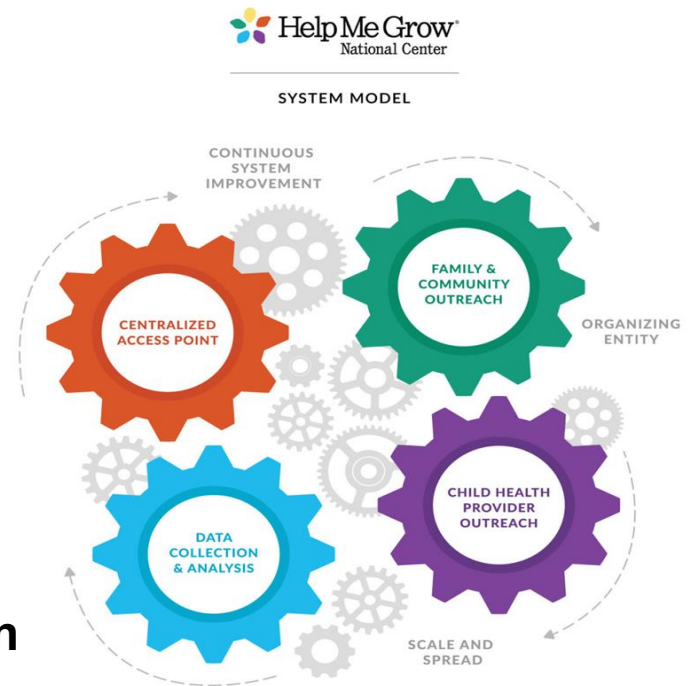 Help Me Grow®
National Center
SYSTEM MODEL
CONTINUOUS
SYSTEM
IMPROVEMENT
FAMILY &
COMMUNITY
OUTREACH
CENTRALIZED
ACCESS POINT
ORGANIZING
ENTITY
CHILD HEALTH
PROVIDER
OUTREACH
DATA
COLLECTION
& ANALYSIS
n
SCALE AND
SPREAD